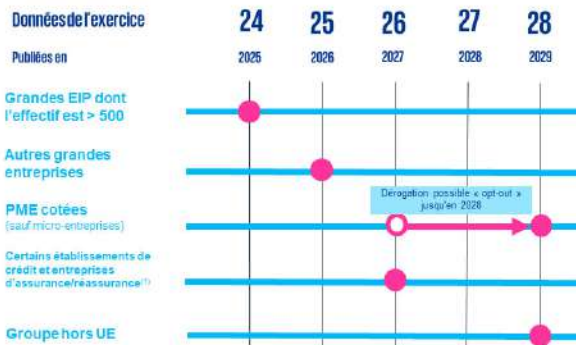 Données de l'exercice 24 25 26 27 28
Publiées en 2025 2026 2027 2028 2029
Grandes EIP dont
l'effectif est > 500
Autres grandes
entreprises
Dérogation possible « opt-out »
jusqu'en 2028
PME cotées
(sauf micro-entreprises)
Certains établissements de
crédit et entreprises
d'assurance/réassurance(1)
Groupe hors UE